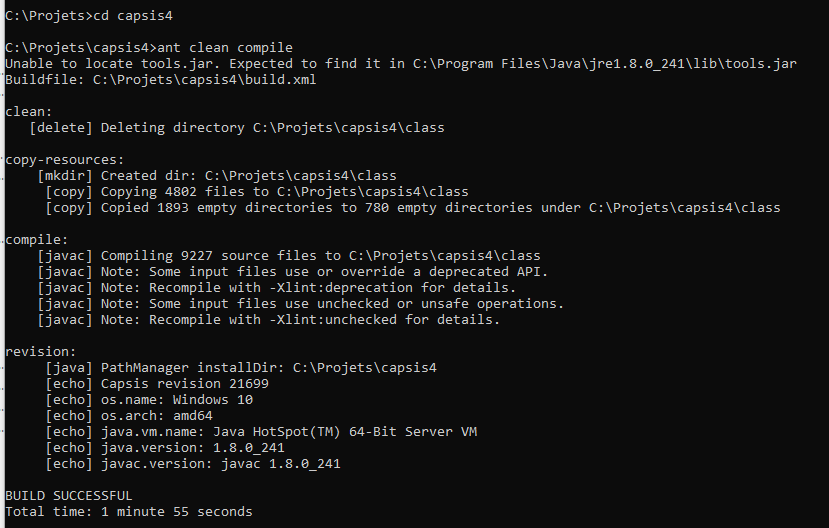 C:\Projets>cd capsis4
C:\Projets\capsis4>ant clean compile
Unable to locate tools.jar. Expected to find it in C:\Program Files\Java\jre1.8.0_241\lib\tools.jar
Buildfile: C:\Projets\capsis4\build.xml
clean:
[delete] Deleting directory C:\Projets\capsis4\class
copy-resources:
[mkdir] Created dir: C:\Projets\capsis4\class
[copy] Copying 4802 files to C:\Projets\capsis4\class
[copy] Copied 1893 empty directories to 780 empty directories under C:\Projets\capsis4\class
compile:
[javac] Compiling 9227 source files to C:\Projets\capsis4\class
[javac] Note: Some input files use or override a deprecated API.
[javac] Note: Recompile with -Xlint:deprecation for details.
[javac] Note: Some input files use unchecked or unsafe operations.
[javac] Note: Recompile with -Xlint:unchecked for details.
revision:
[java] PathManager installDir: C:\Projets\capsis4
[echo] Capsis revision 21699
[echo] os.name: Windows 10
[echo] os.arch: amd64
[echo] java.vm.name: Java HotSpot(TM) 64-Bit Server VM
[echo] java.version: 1.8.0_241
[echo] javac.version: javac 1.8.0_241
BUILD SUCCESSFUL
Total time: 1 minute 55 seconds